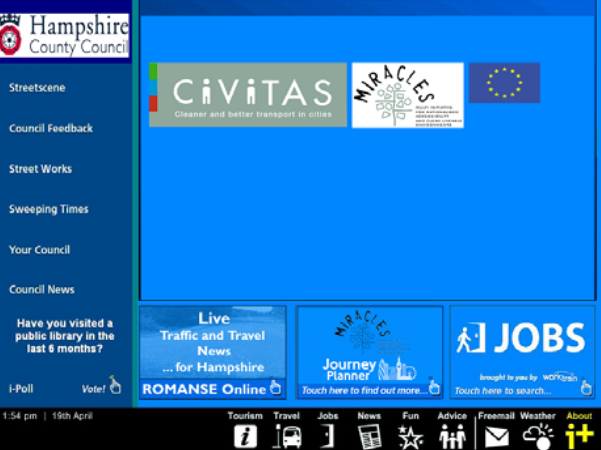 Hampshire
County Council
Streetscene
Council Feedback
Street Works
Sweeping Times
Your Council
Council News
Have you visited a
public library in the
last 6 months?
i-Poll Vote!
CiViTAS
Cleaner and better transport in cities
MIRACLES
Live
Traffic and Travel
News
... for Hampshire
ROMANSE Online
MIRACLES
Journey
Planner
Touch here to find out more...
JOBS
brought to you by worktrain
Touch here to search...
1:54 pm | 19th April
Tourism Travel Jobs News Fun Advice Freemail Weather About
i i+